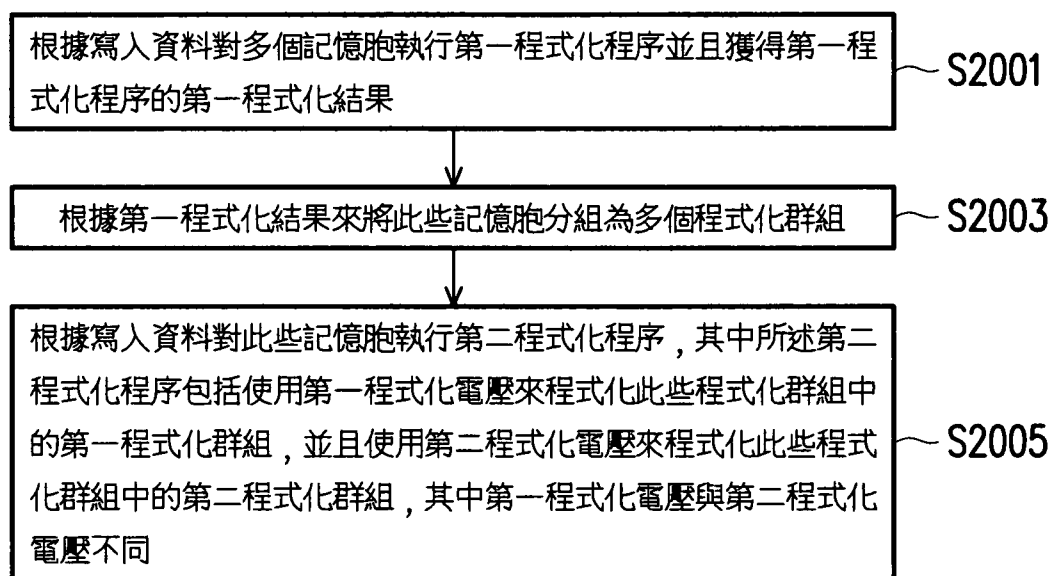 根據寫入資料對多個記憶胞執行第一程式化程序並且獲得第一程
式化程序的第一程式化結果
S2001
根據第一程式化結果來將此些記憶胞分組為多個程式化群組
S2003
根據寫入資料對此些記憶胞執行第二程式化程序,其中所述第二
程式化程序包括使用第一程式化電壓來程式化此些程式化群組中
的第一程式化群組,並且使用第二程式化電壓來程式化此些程式
化群組中的第二程式化群組,其中第一程式化電壓與第二程式化
電壓不同
S2005